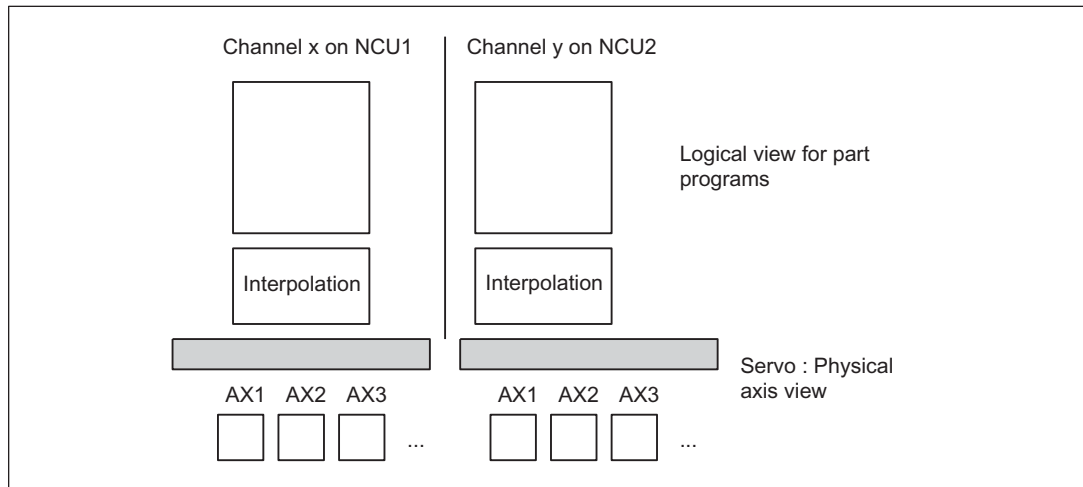 Channel x on NCU1
Channel y on NCU2
Logical view for part
programs
Interpolation
Interpolation
Servo : Physical
axis view
AX1 AX2 AX3
AX1 AX2 AX3
...
...